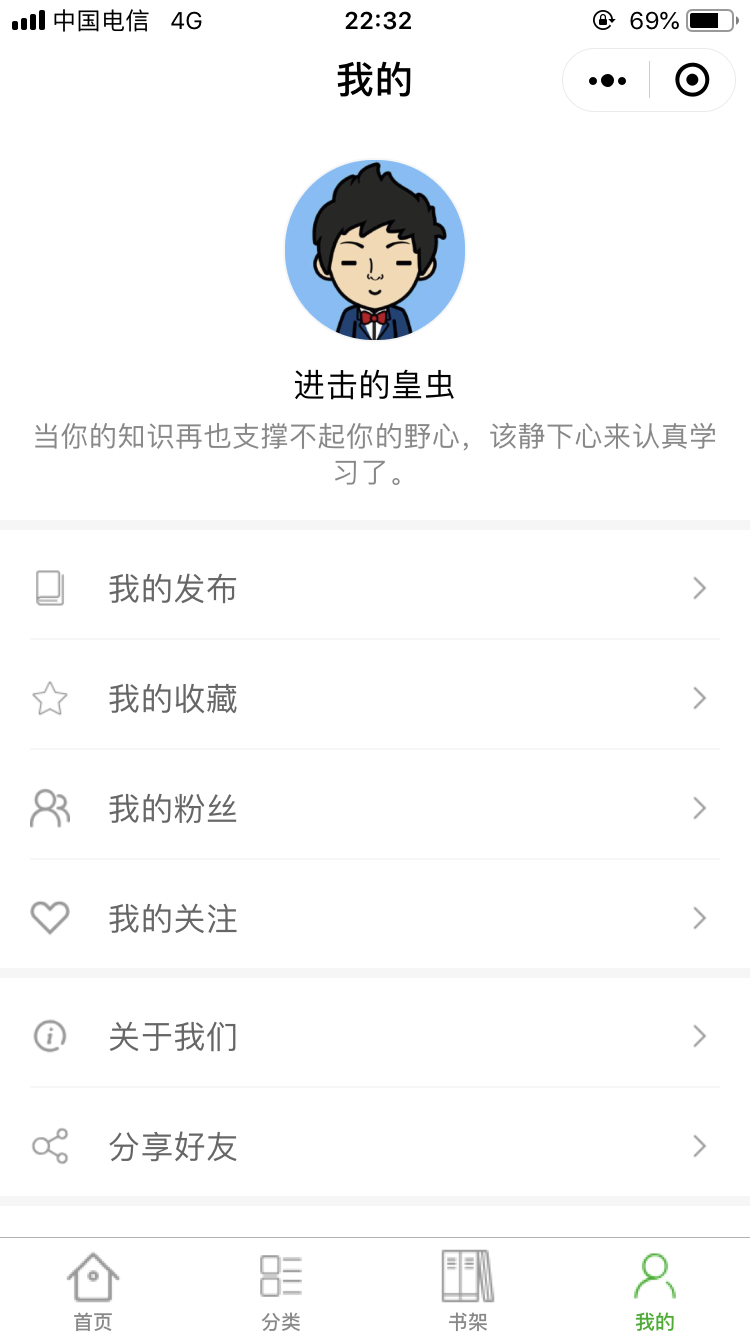 中国电信 4G 22:32 69%
我的
进击的皇虫
当你的知识再也支撑不起你的野心，该静下心来认真学
习了。
我的发布
我的收藏
我的粉丝
我的关注
关于我们
分享好友
首页 分类 书架 我的